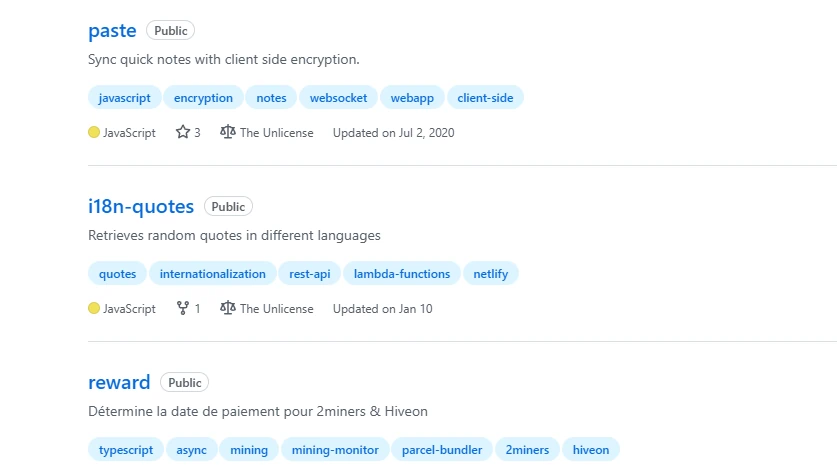 paste Public
Sync quick notes with client side encryption.
javascript encryption notes websocket webapp client-side
JavaScript 3 The Unlicense Updated on Jul 2, 2020
i18n-quotes Public
Retrieves random quotes in different languages
quotes internationalization rest-api lambda-functions netlify
JavaScript 1 The Unlicense Updated on Jan 10
reward Public
Détermine la date de paiement pour 2miners & Hiveon
typescript async mining mining-monitor parcel-bundler 2miners hiveon